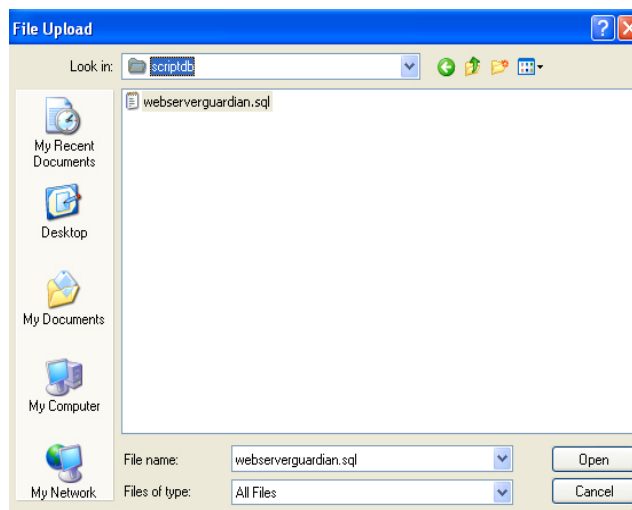 File Upload
Look in: scriptdb
webserverguardian.sql
My Recent
Documents
Desktop
My Documents
My Computer
My Network
File name: webserverguardian.sql Open
Files of type: All Files Cancel